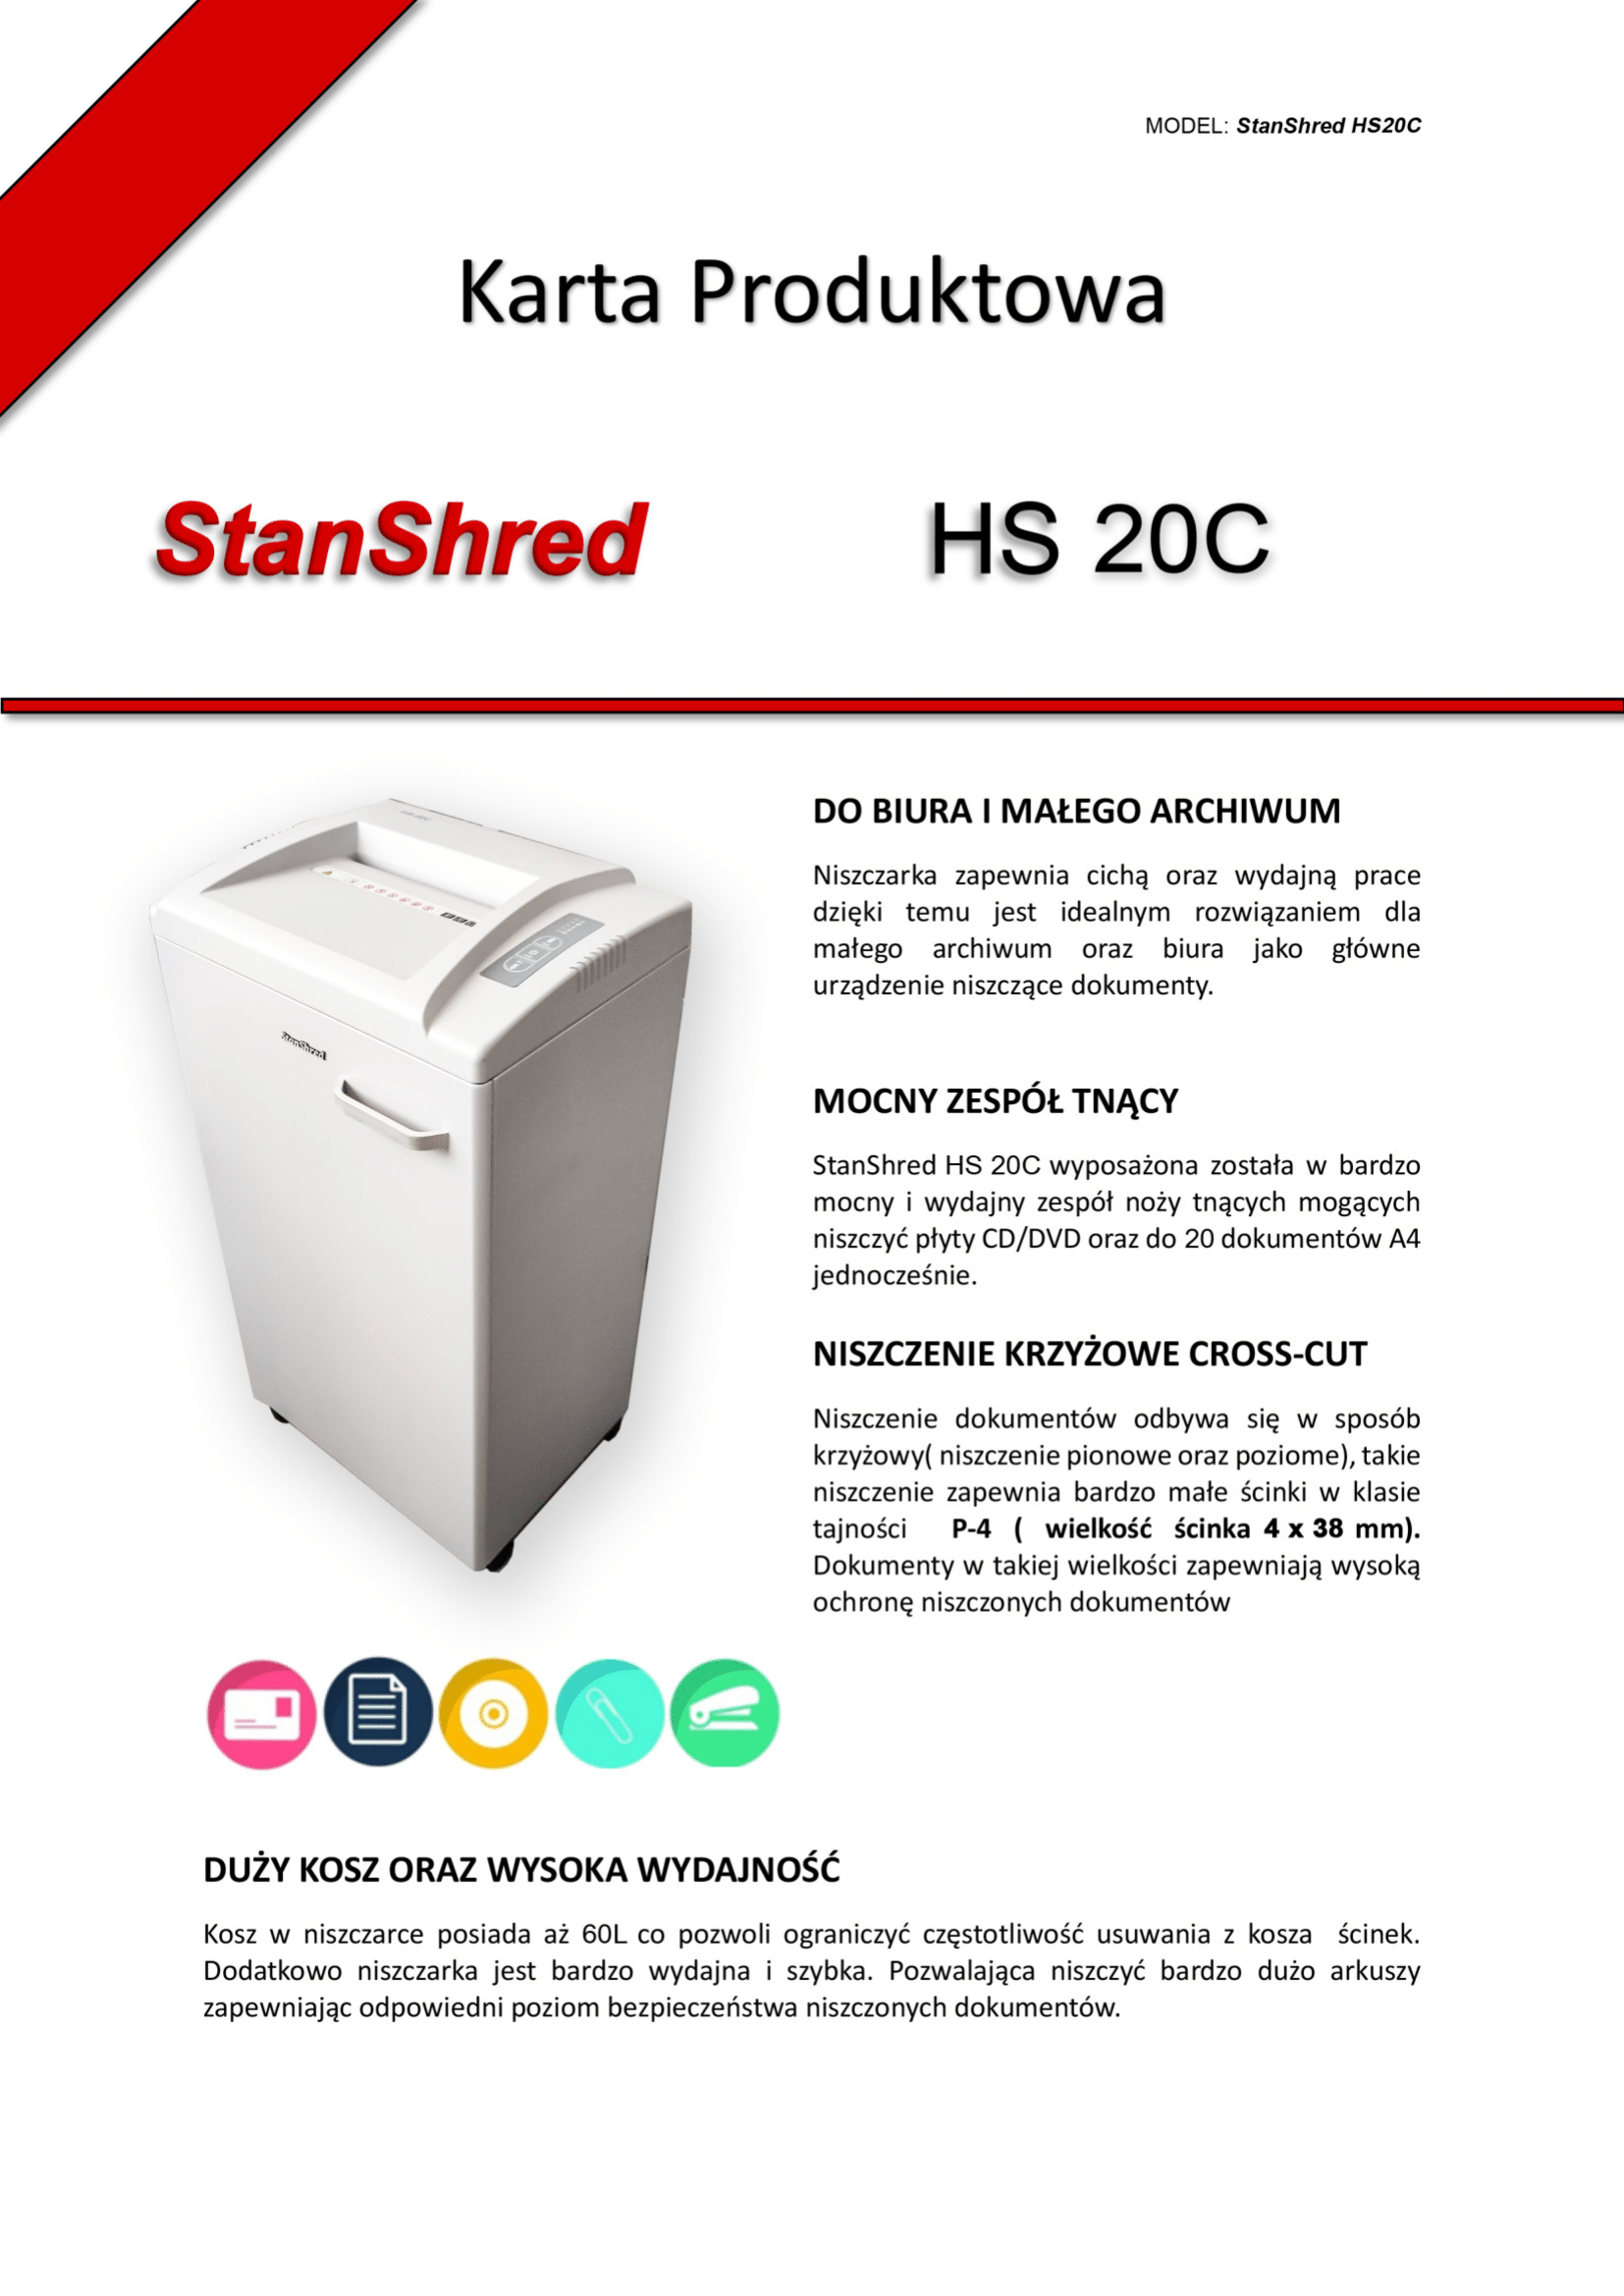 MODEL: StanShred HS20C
Karta Produktowa
StanShred HS 20C
DO BIURA I MAŁEGO ARCHIWUM
Niszczarka zapewnia cichą oraz wydajną prace
dzięki temu jest idealnym rozwiązaniem dla
małego archiwum oraz biura jako główne
urządzenie niszczące dokumenty.
StanShred
MOCNY ZESPÓŁ TNĄCY
StanShred HS 20C wyposażona została w bardzo
mocny i wydajny zespół noży tnących mogących
niszczyć płyty CD/DVD oraz do 20 dokumentów A4
jednocześnie.
NISZCZENIE KRZYŻOWE CROSS-CUT
Niszczenie dokumentów odbywa się w sposób
krzyżowy( niszczenie pionowe oraz poziome), takie
niszczenie zapewnia bardzo małe ścinki w klasie
tajności P-4 ( wielkość ścinka 4 x 38 mm).
Dokumenty w takiej wielkości zapewniają wysoką
ochronę niszczonych dokumentów
DUŻY KOSZ ORAZ WYSOKA WYDAJNOŚĆ
Kosz w niszczarce posiada aż 60L co pozwoli ograniczyć częstotliwość usuwania z kosza ścinek.
Dodatkowo niszczarka jest bardzo wydajna i szybka. Pozwalająca niszczyć bardzo dużo arkuszy
zapewniając odpowiedni poziom bezpieczeństwa niszczonych dokumentów.